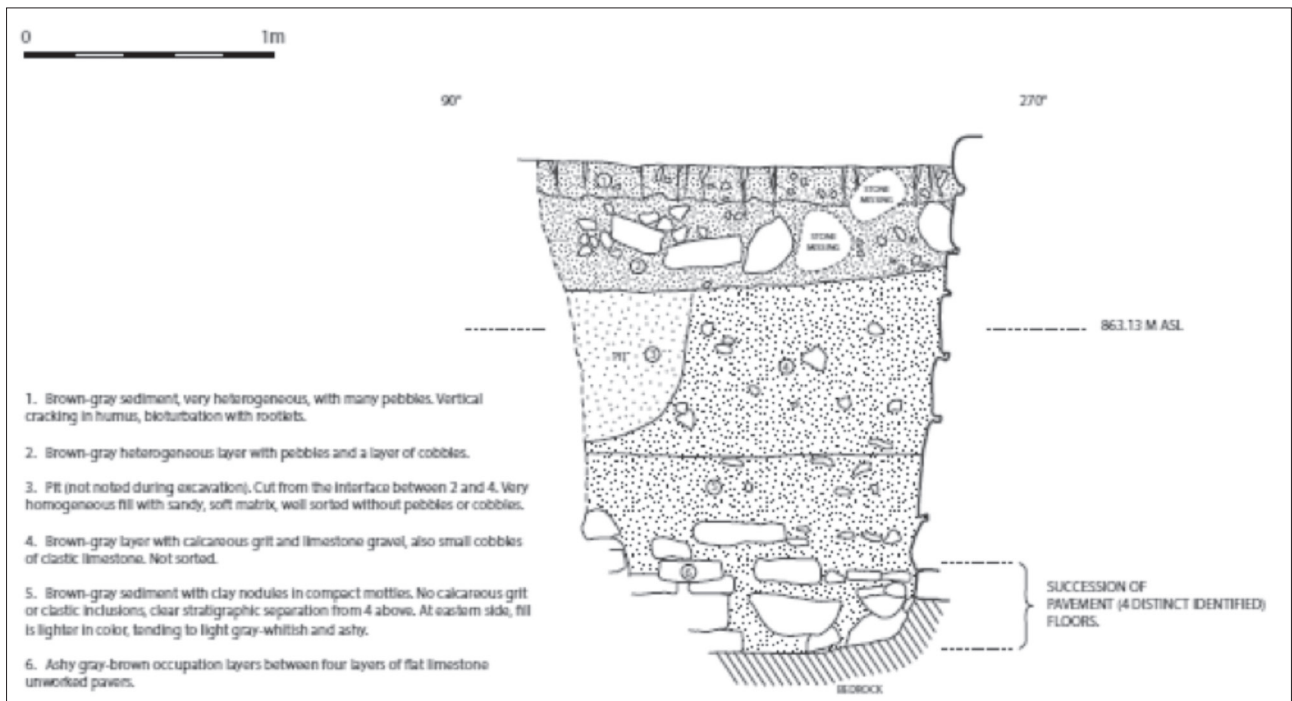 0 1m
90° 270°
1
STONE
MISSING
STONE
MISSING
2
863.13 M ASL
PIT 3
4
1. Brown-gray sediment, very heterogeneous, with many pebbles. Vertical
cracking in humus, bioturbation with rootlets.
2. Brown-gray heterogeneous layer with pebbles and a layer of cobbles.
3. Pit (not noted during excavation). Cut from the interface between 2 and 4. Very
homogeneous fill with sandy, soft matrix, well sorted without pebbles or cobbles.
4. Brown-gray layer with calcareous grit and limestone gravel, also small cobbles
of clastic limestone. Not sorted.
5
5. Brown-gray sediment with clay nodules in compact mottles. No calcareous grit
or clastic inclusions, clear stratigraphic separation from 4 above. At eastern side, fill
is lighter in color, tending to light gray-whitish and ashy.
6
SUCCESSION OF
PAVEMENT (4 DISTINCT IDENTIFIED)
FLOORS.
6. Ashy gray-brown occupation layers between four layers of flat limestone
unworked pavers.
BEDROCK